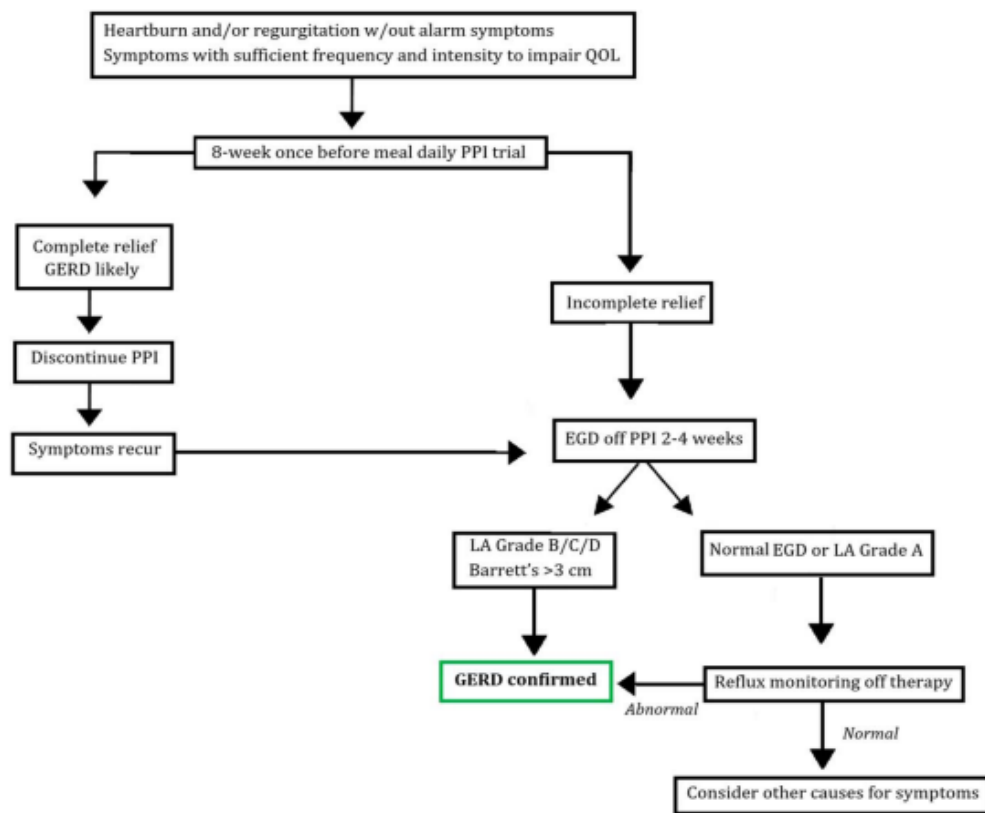 Heartburn and/or regurgitation w/out alarm symptoms
Symptoms with sufficient frequency and intensity to impair QOL
8-week once before meal daily PPI trial
Complete relief
GERD likely
Incomplete relief
Discontinue PPI
Symptoms recur
EGD off PPI 2-4 weeks
LA Grade B/C/D
Barrett's >3 cm
Normal EGD or LA Grade A
GERD confirmed
Reflux monitoring off therapy
Abnormal
Normal
Consider other causes for symptoms